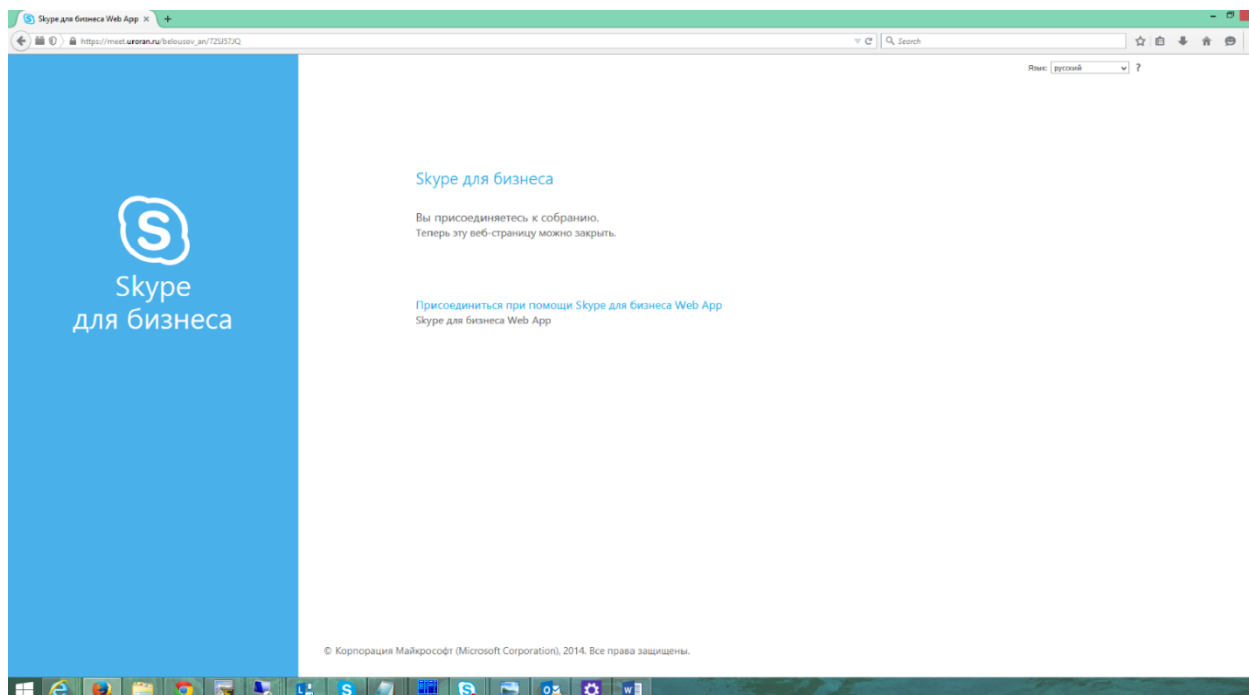 Skype для бизнеса Web App
https://meet.uroran.ru/belousov_an/
Search
Язык: русский ?
Skype для бизнеса
Вы присоединяетесь к собранию.
Теперь эту веб-страницу можно закрыть.
Skype
для бизнеса
Присоединиться при помощи Skype для бизнеса Web App
Skype для бизнеса Web App
© Корпорация Майкрософт (Microsoft Corporation), 2014. Все права защищены.